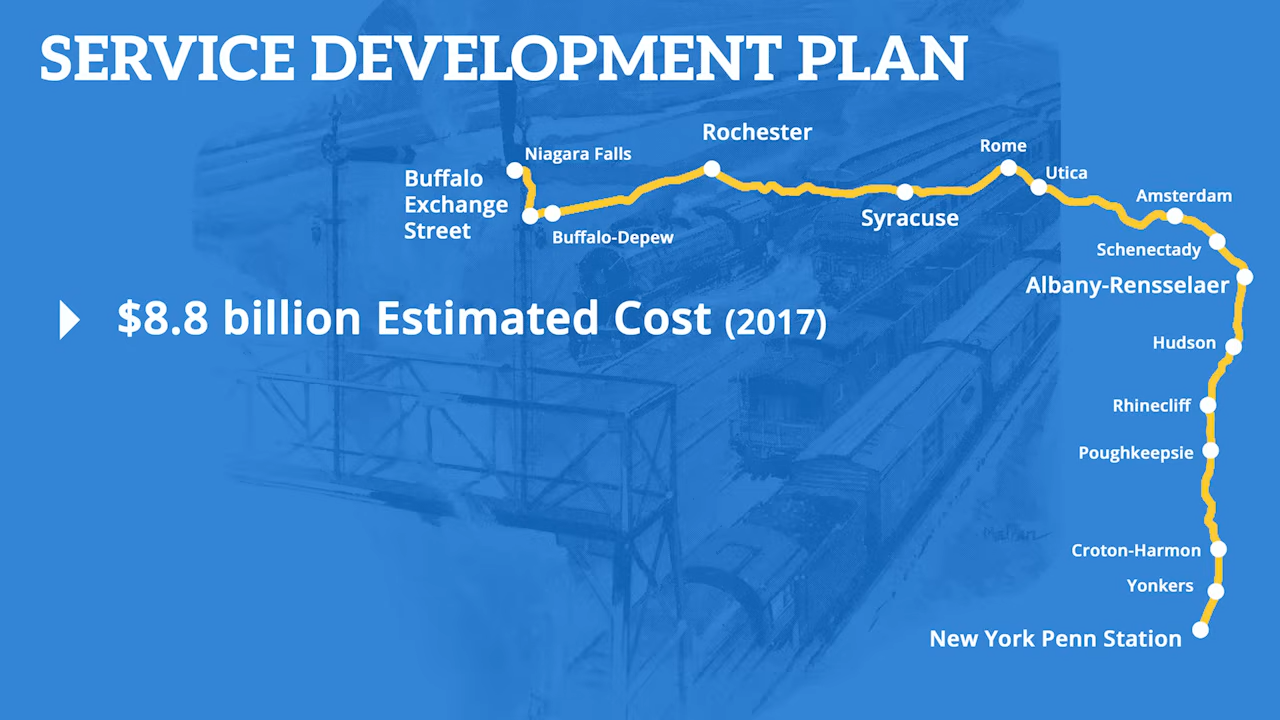 SERVICE DEVELOPMENT PLAN
Rochester
Niagara Falls
Buffalo
Exchange
Street
Buffalo-Depew
Syracuse
Rome
Utica
Amsterdam
Schenectady
Albany-Rensselaer
$8.8 billion Estimated Cost (2017)
Hudson
Rhinecliff
Poughkeepsie
Croton-Harmon
Yonkers
New York Penn Station